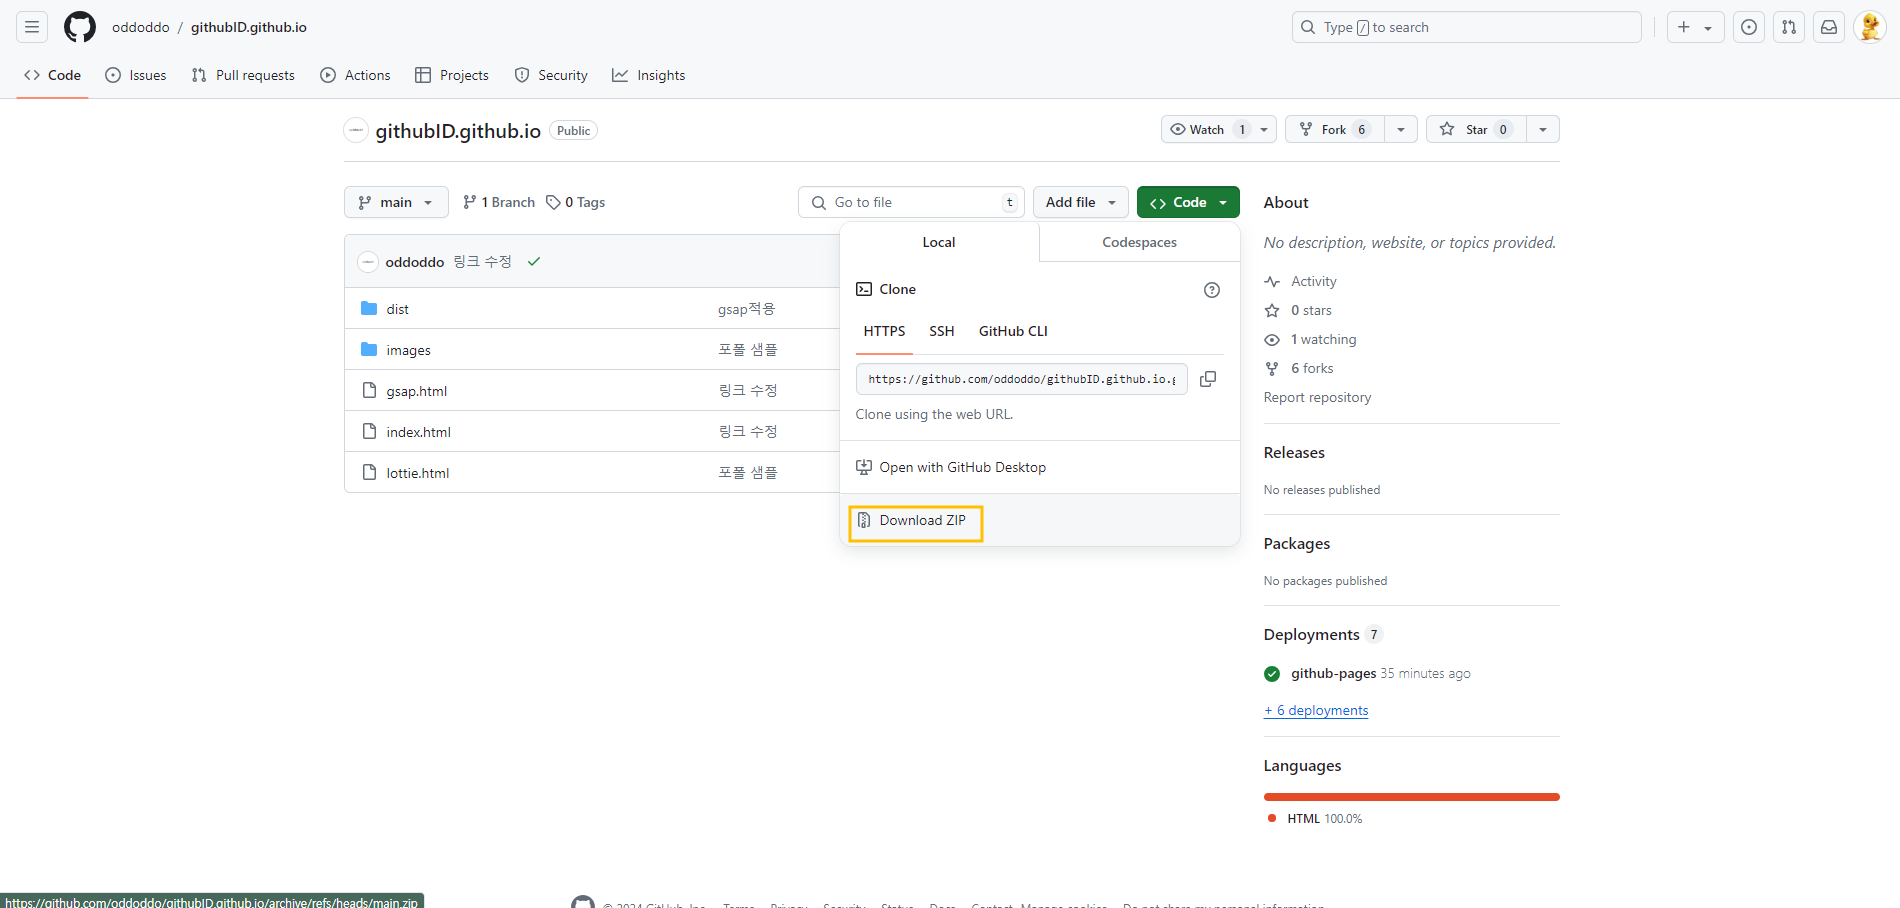 oddoddo / githubID.github.io
Type / to search
Code
Issues
Pull requests
Actions
Projects
Security
Insights
githubID.github.io Public
Watch 1
Fork 6
Star 0
main
1 Branch
0 Tags
Go to file t
Add file
Code
oddoddo 링크 수정
dist gsap적용
images 포폴 샘플
gsap.html 링크 수정
index.html 링크 수정
lottie.html 포폴 샘플
Local
Codespaces
Clone
HTTPS SSH GitHub CLI
https://github.com/oddoddo/githubID.github.io.g
Clone using the web URL.
Open with GitHub Desktop
Download ZIP
About
No description, website, or topics provided.
Activity
0 stars
1 watching
6 forks
Report repository
Releases
No releases published
Packages
No packages published
Deployments 7
github-pages 35 minutes ago
+ 6 deployments
Languages
HTML 100.0%
https://github.com/oddoddo/githubID.github.io/archive/refs/heads/main.zip
© 2024 GitHub, Inc. Terms Privacy Security Status Docs Contact Manage cookies Do not share my personal information